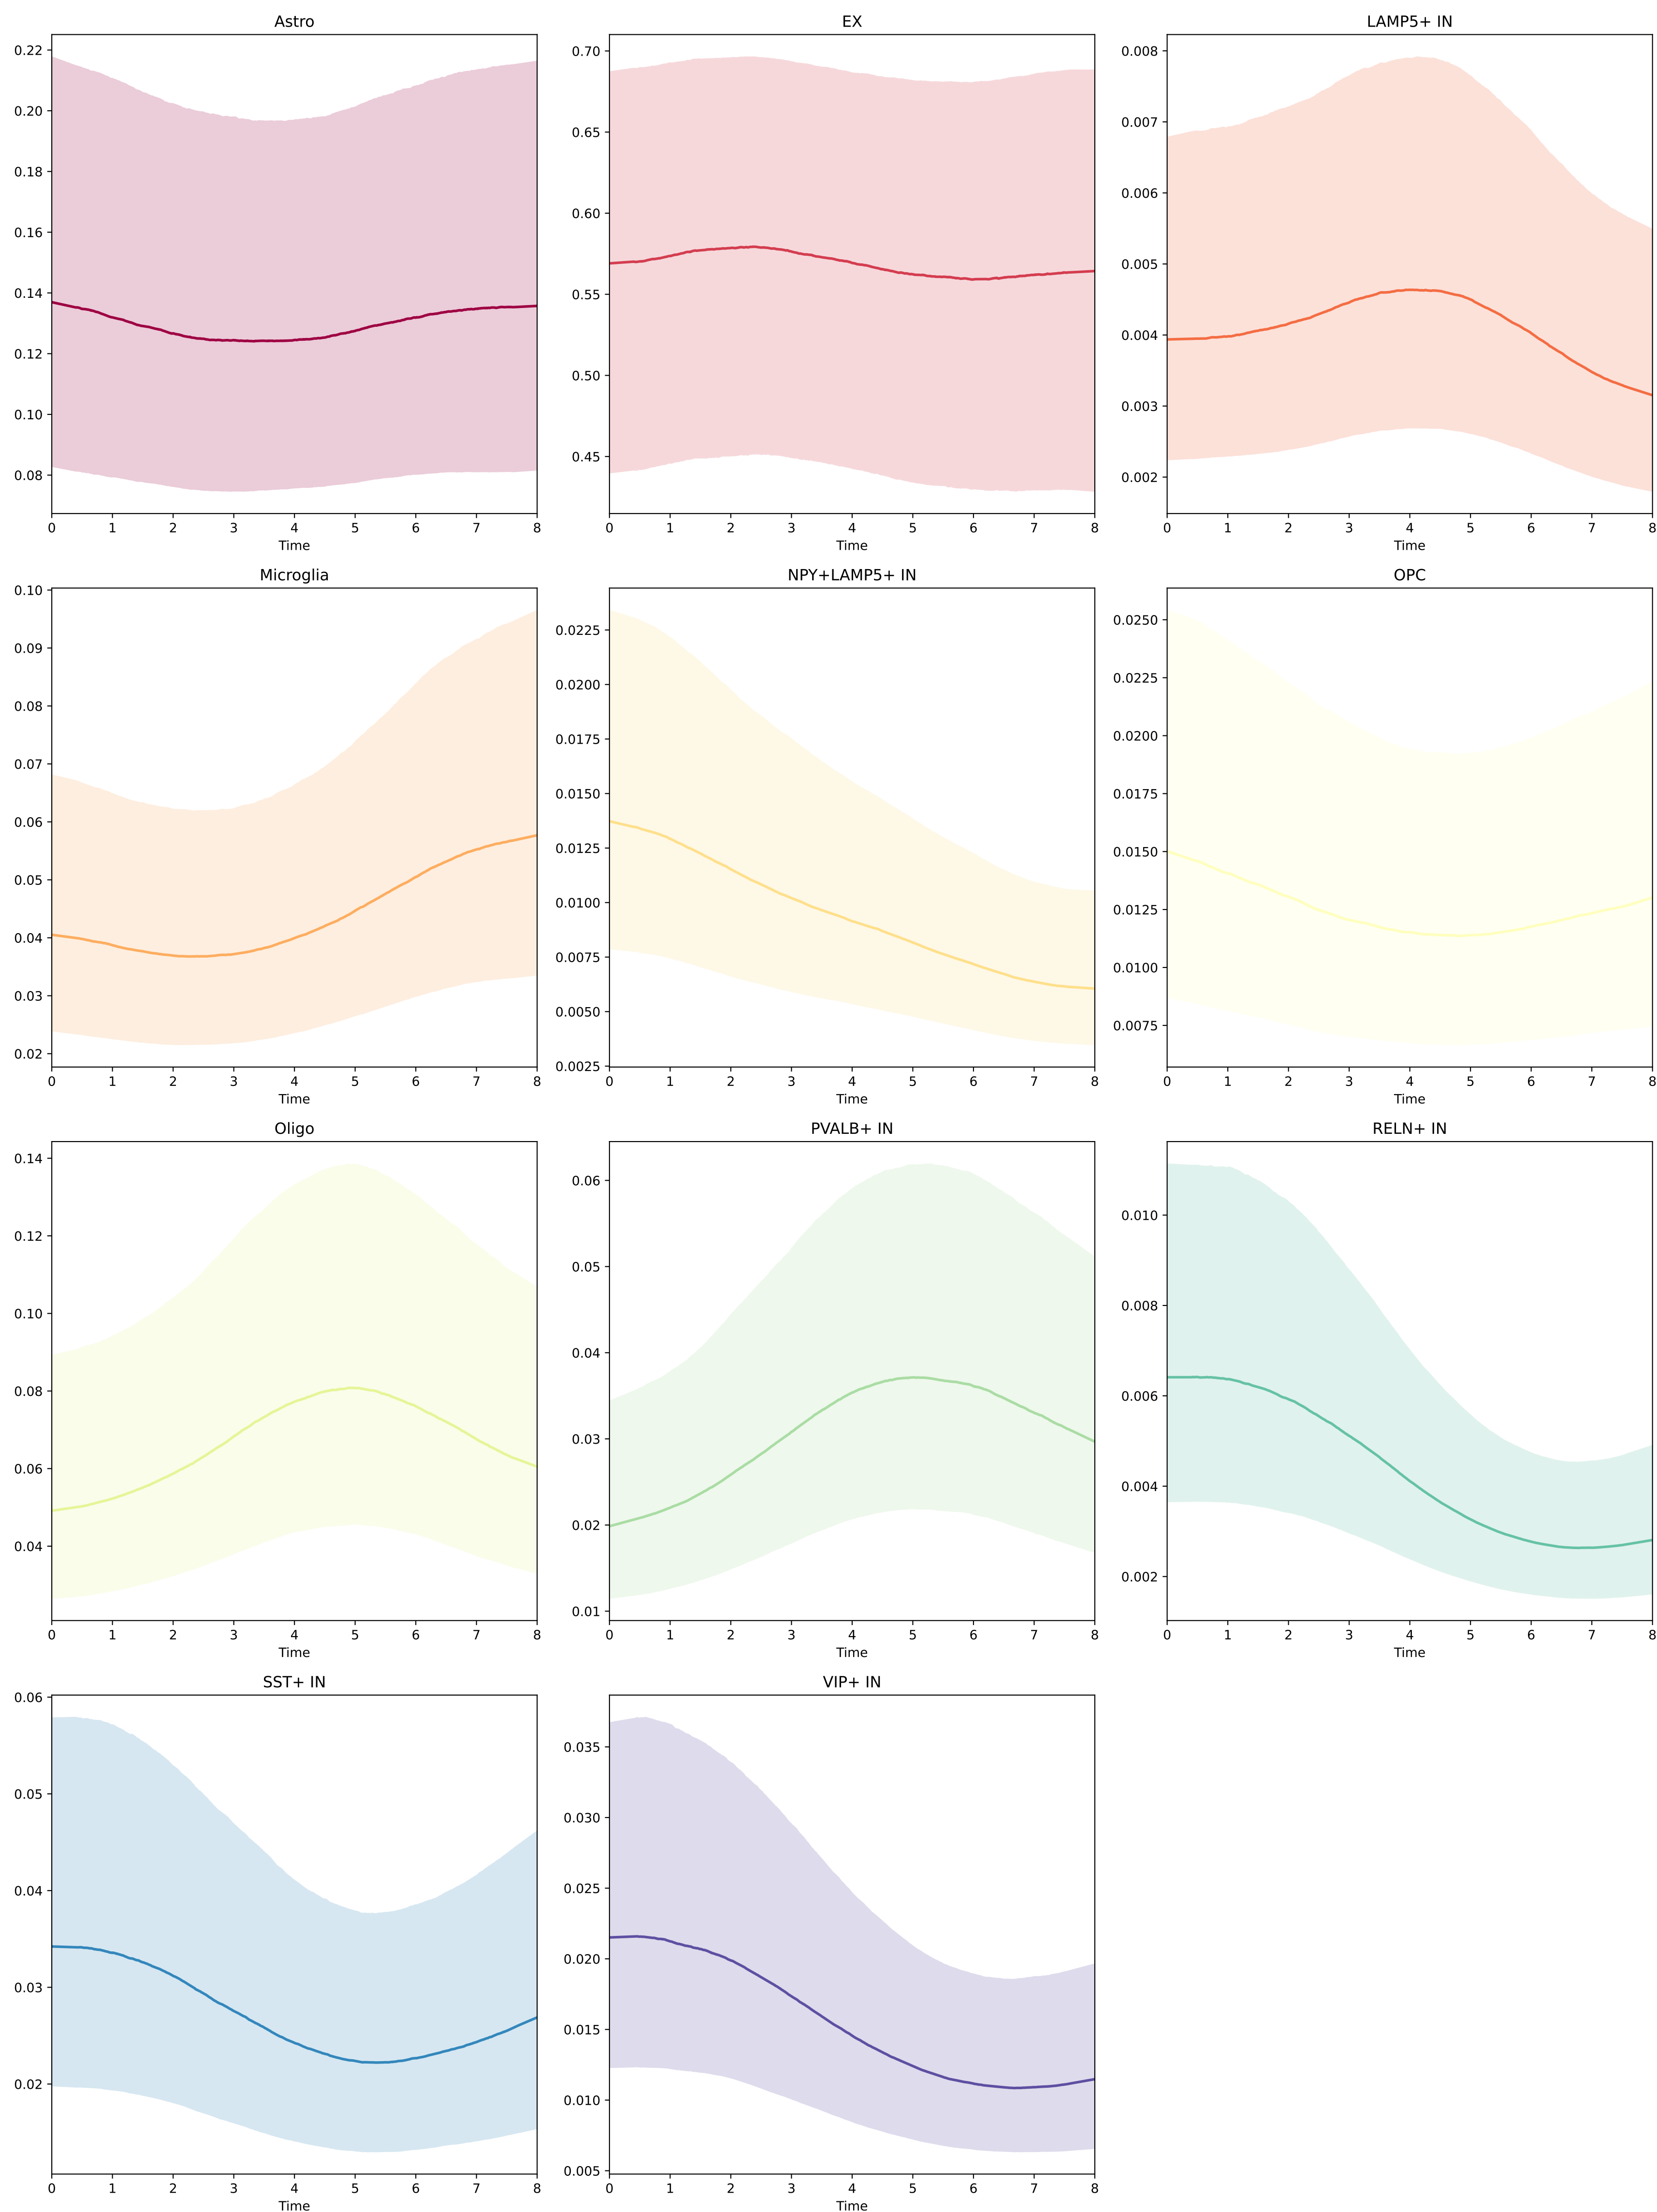 Astro
0.22
0.20
0.18
0.16
0.14
0.12
0.10
0.08
0 1 2 3 4 5 6 7 8
Time
EX
0.70
0.65
0.60
0.55
0.50
0.45
0 1 2 3 4 5 6 7 8
Time
LAMP5+ IN
0.008
0.007
0.006
0.005
0.004
0.003
0.002
0 1 2 3 4 5 6 7 8
Time
Microglia
0.10
0.09
0.08
0.07
0.06
0.05
0.04
0.03
0.02
0 1 2 3 4 5 6 7 8
Time
NPY+LAMP5+ IN
0.0225
0.0200
0.0175
0.0150
0.0125
0.0100
0.0075
0.0050
0.0025
0 1 2 3 4 5 6 7 8
Time
OPC
0.0250
0.0225
0.0200
0.0175
0.0150
0.0125
0.0100
0.0075
0 1 2 3 4 5 6 7 8
Time
Oligo
0.14
0.12
0.10
0.08
0.06
0.04
0 1 2 3 4 5 6 7 8
Time
PVALB+ IN
0.06
0.05
0.04
0.03
0.02
0.01
0 1 2 3 4 5 6 7 8
Time
RELN+ IN
0.010
0.008
0.006
0.004
0.002
0 1 2 3 4 5 6 7 8
Time
SST+ IN
0.06
0.05
0.04
0.03
0.02
0 1 2 3 4 5 6 7 8
Time
VIP+ IN
0.035
0.030
0.025
0.020
0.015
0.010
0.005
0 1 2 3 4 5 6 7 8
Time